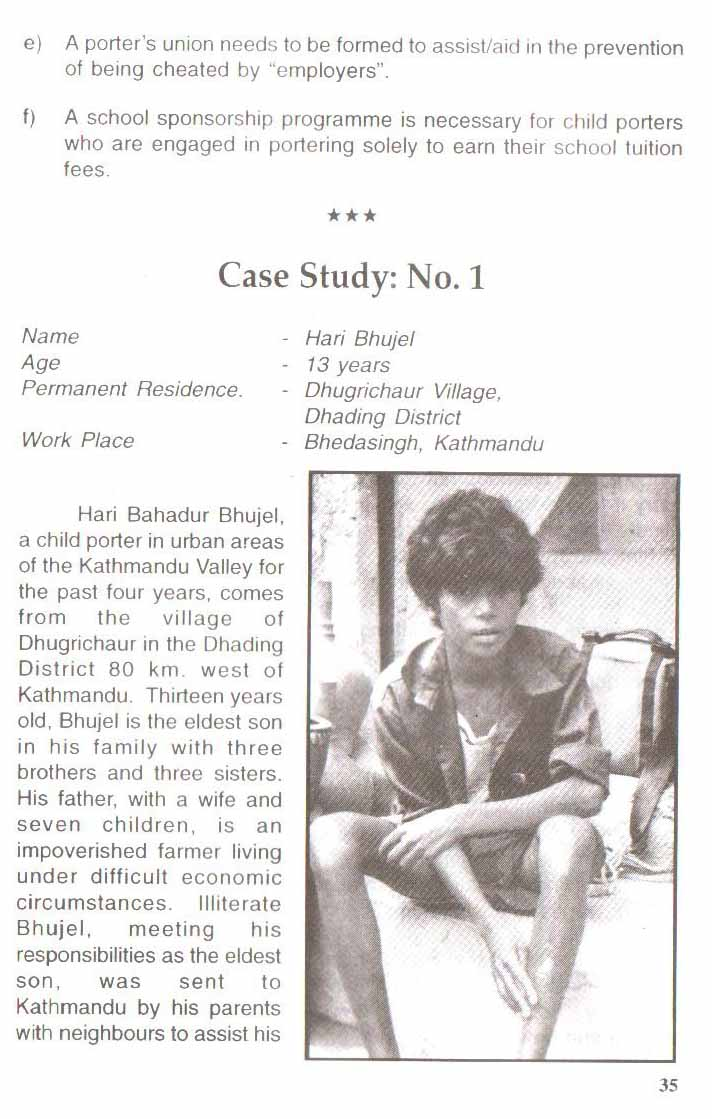 e) A porter's union needs to be formed to assist/aid in the prevention
of being cheated by "employers".
f) A school sponsorship programme is necessary for child porters
who are engaged in portering solely to earn their school tuition
fees.
★★★
Case Study: No. 1
Name - Hari Bhujel
Age - 13 years
Permanent Residence. - Dhugrichaur Village,
Dhading District
Work Place - Bhedasingh, Kathmandu
Hari Bahadur Bhujel,
a child porter in urban areas
of the Kathmandu Valley for
the past four years, comes
from the village of
Dhugrichaur in the Dhading
District 80 km. west of
Kathmandu. Thirteen years
old, Bhujel is the eldest son
in his family with three
brothers and three sisters.
His father, with a wife and
seven children, is an
impoverished farmer living
under difficult economic
circumstances. Illiterate
Bhujel, meeting his
responsibilities as the eldest
son, was sent to
Kathmandu by his parents
with neighbours to assist his
35